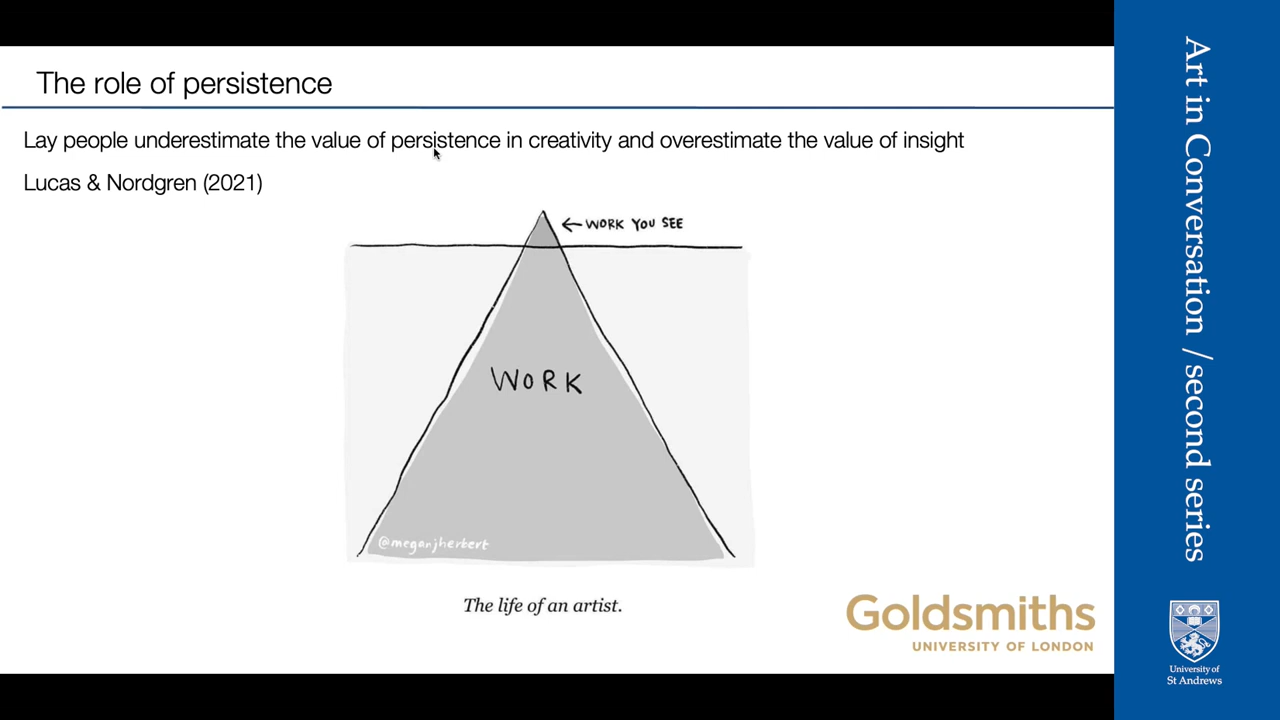 The role of persistence
Lay people underestimate the value of persistence in creativity and overestimate the value of insight
Lucas & Nordgren (2021)
←WORK YOU SEE
WORK
@meganjherbert
The life of an artist.
Goldsmiths
UNIVERSITY OF LONDON
Art in Conversation / second series
University of
St Andrews